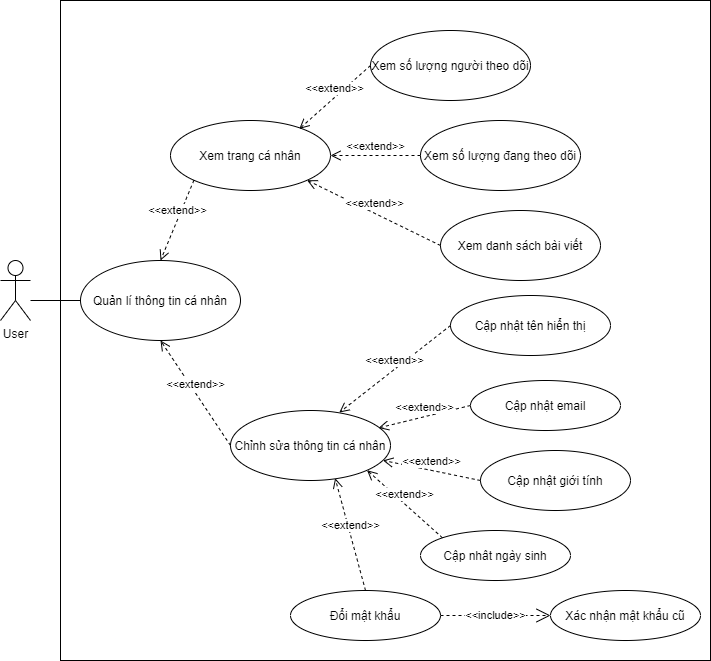 Xem số lượng người theo dõi
<<extend>>
Xem trang cá nhân
<<extend>>
Xem số lượng đang theo dõi
<<extend>>
<<extend>>
Xem danh sách bài viết
Quản lí thông tin cá nhân
User
Cập nhật tên hiển thị
<<extend>>
<<extend>>
<<extend>>
Cập nhật email
Chỉnh sửa thông tin cá nhân
<<extend>>
Cập nhật giới tính
<<extend>>
<<extend>>
Cập nhât ngày sinh
Đổi mật khẩu
<<include>>
Xác nhận mật khẩu cũ